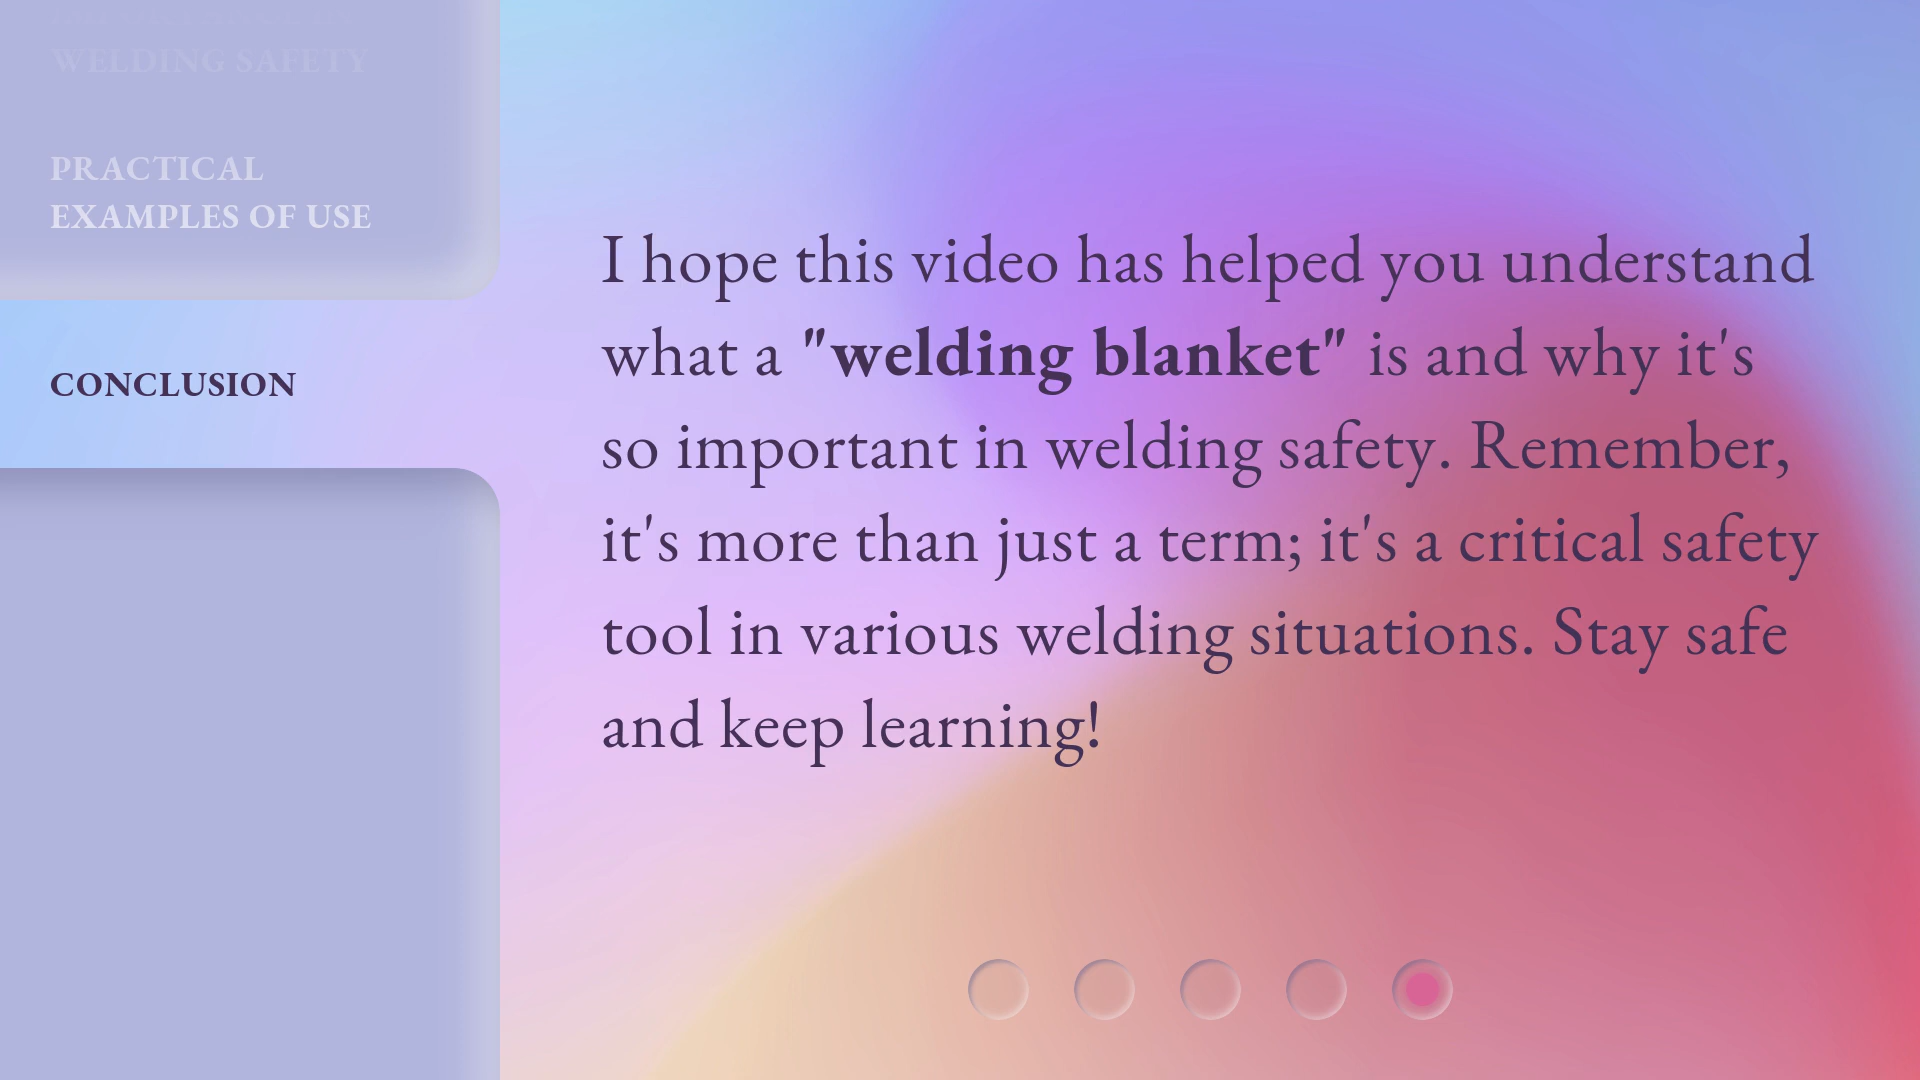 WELDING SAFETY
PRACTICAL
EXAMPLES OF USE
CONCLUSION
I hope this video has helped you understand
what a "welding blanket" is and why it's
so important in welding safety. Remember,
it's more than just a term; it's a critical safety
tool in various welding situations. Stay safe
and keep learning!